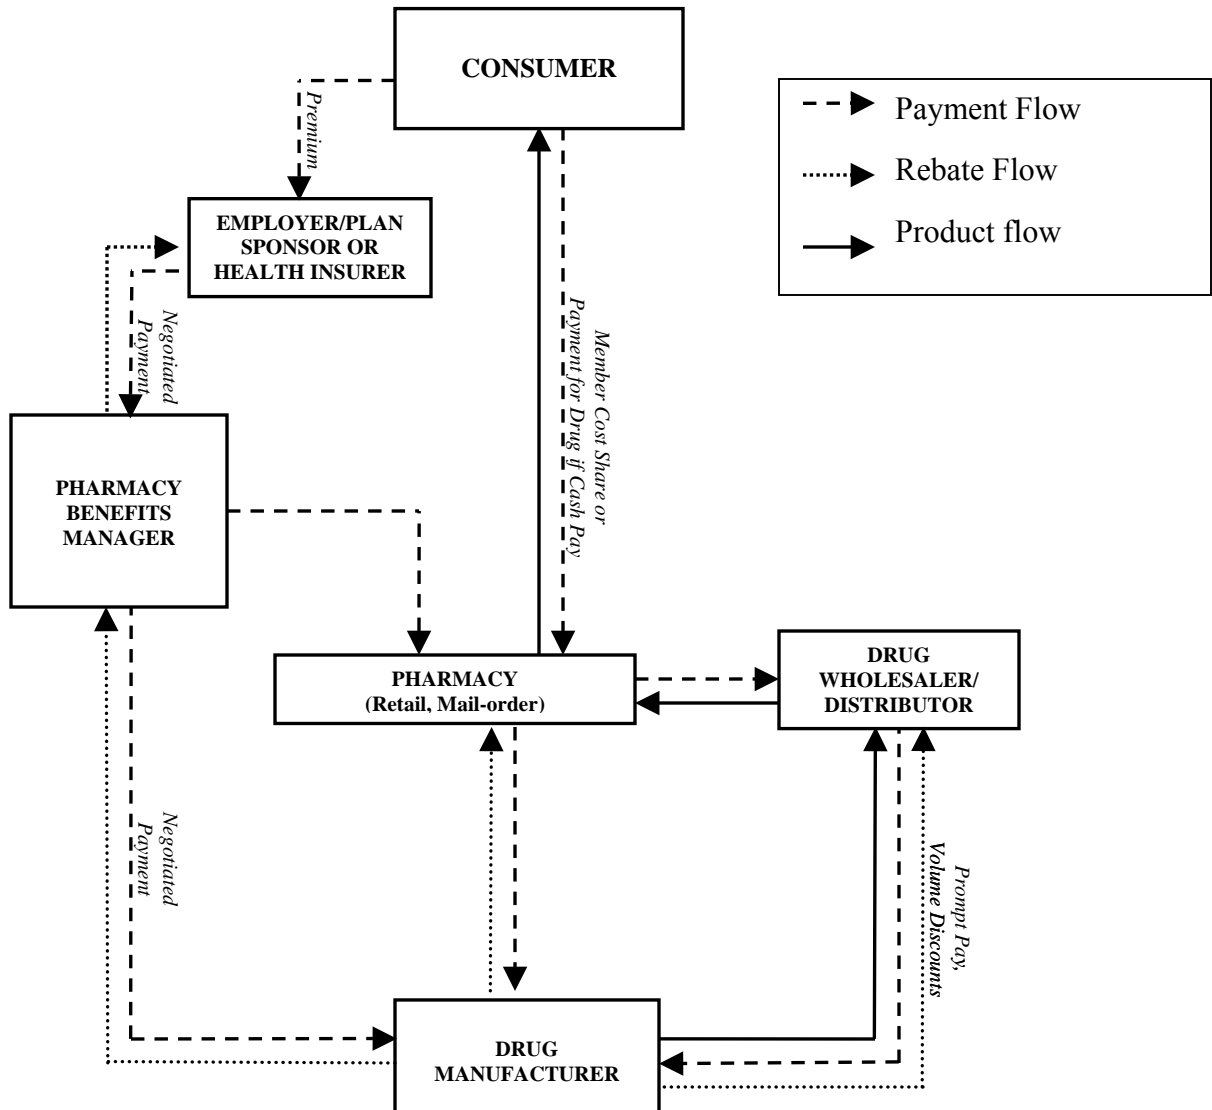 CONSUMER
Payment Flow
Rebate Flow
Product flow
Premium
EMPLOYER/PLAN
SPONSOR OR
HEALTH INSURER
Negotiated
Payment
Member Cost Share or
Payment for Drug if Cash Pay
PHARMACY
BENEFITS
MANAGER
PHARMACY
(Retail, Mail-order)
DRUG
WHOLESALER/
DISTRIBUTOR
Negotiated
Payment
Prompt Pay,
Volume Discounts
DRUG
MANUFACTURER